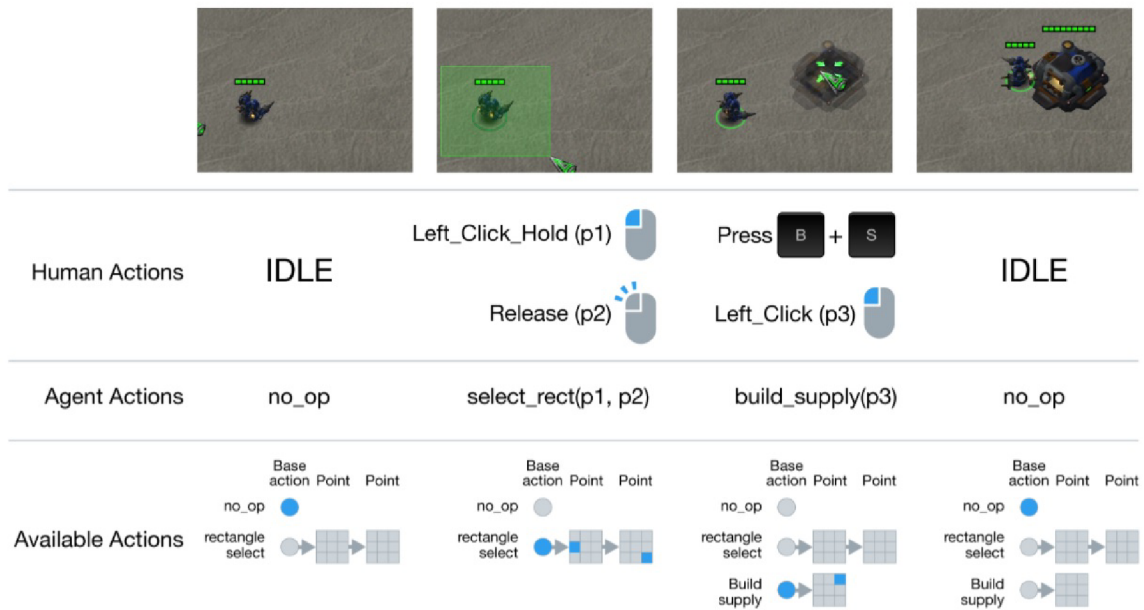 Human Actions
IDLE
Left_Click_Hold (p1)
Release (p2)
Press B + S
Left_Click (p3)
IDLE
Agent Actions
no_op
select_rect(p1, p2)
build_supply(p3)
no_op
Available Actions
Base
action Point Point
no_op
rectangle
select
Base
action Point Point
no_op
rectangle
select
Base
action Point Point
no_op
rectangle
select
Build
supply
Base
action Point Point
no_op
rectangle
select
Build
supply